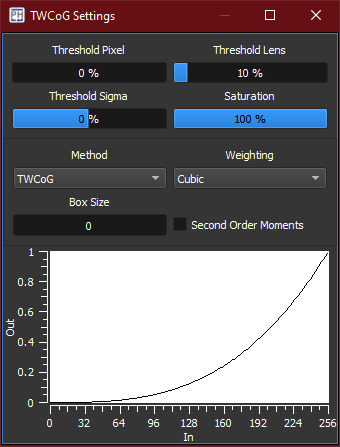 PH TWCoG Settings
Threshold Pixel Threshold Lens
0 % 10 %
Threshold Sigma Saturation
0 % 100 %
Method Weighting
TWCoG Cubic
Box Size
0 Second Order Moments
1
0.8
0.6
Out
0.4
0.2
0
0 32 64 96 128 160 192 224 256
In